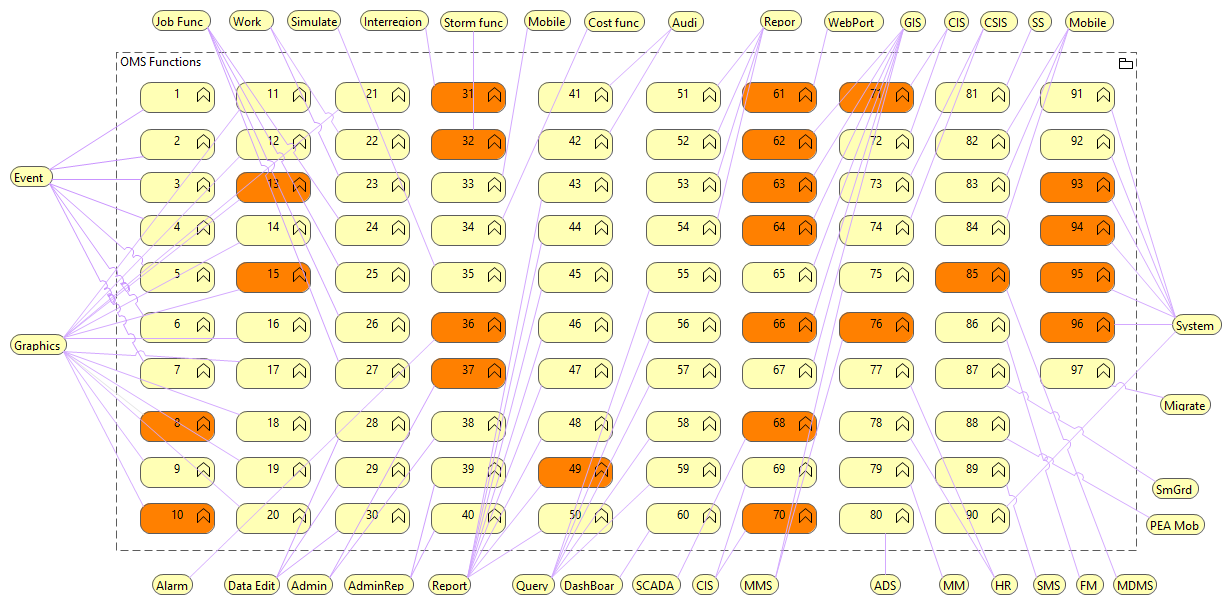 Job Func Work Simulate Interregion Storm func Mobile Cost func Audi Repor WebPort GIS CIS CSIS SS Mobile
OMS Functions
1 11 21 31 41 51 61 71 81 91
2 12 22 32 42 52 62 72 82 92
Event
3 13 23 33 43 53 63 73 83 93
4 14 24 34 44 54 64 74 84 94
5 15 25 35 45 55 65 75 85 95
6 16 26 36 46 56 66 76 86 96
System
Graphics
7 17 27 37 47 57 67 77 87 97
Migrate
8 18 28 38 48 58 68 78 88
9 19 29 39 49 59 69 79 89
SmGrd
10 20 30 40 50 60 70 80 90
PEA Mob
Alarm Data Edit Admin AdminRep Report Query DashBoar SCADA CIS MMS ADS MM HR SMS FM MDMS